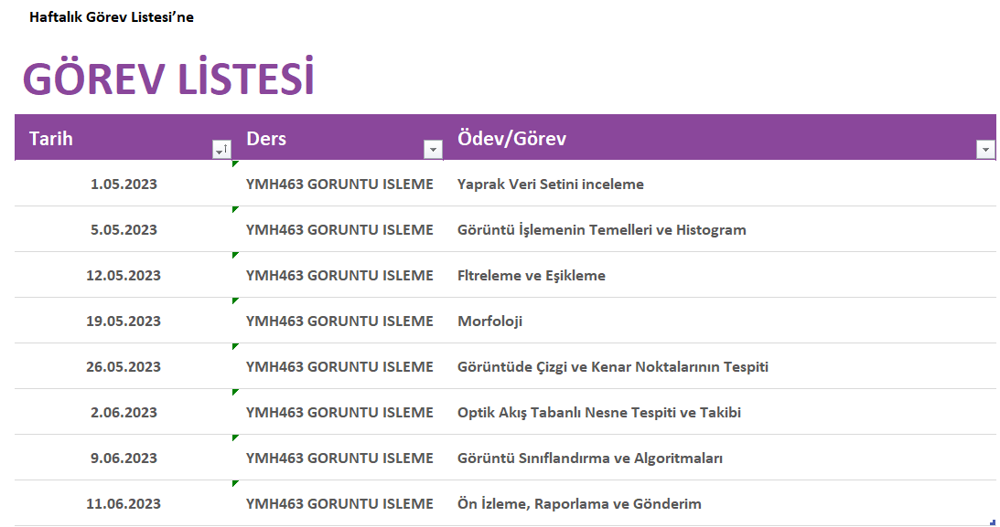 Haftalık Görev Listesi’ne
GÖREV LİSTESİ
Tarih Ders Ödev/Görev
1.05.2023 YMH463 GORUNTU ISLEME Yaprak Veri Setini inceleme
5.05.2023 YMH463 GORUNTU ISLEME Görüntü İşlemenin Temelleri ve Histogram
12.05.2023 YMH463 GORUNTU ISLEME Fltreleme ve Eşikleme
19.05.2023 YMH463 GORUNTU ISLEME Morfoloji
26.05.2023 YMH463 GORUNTU ISLEME Görüntüde Çizgi ve Kenar Noktalarının Tespiti
2.06.2023 YMH463 GORUNTU ISLEME Optik Akış Tabanlı Nesne Tespiti ve Takibi
9.06.2023 YMH463 GORUNTU ISLEME Görüntü Sınıflandırma ve Algoritmaları
11.06.2023 YMH463 GORUNTU ISLEME Ön İzleme, Raporlama ve Gönderim